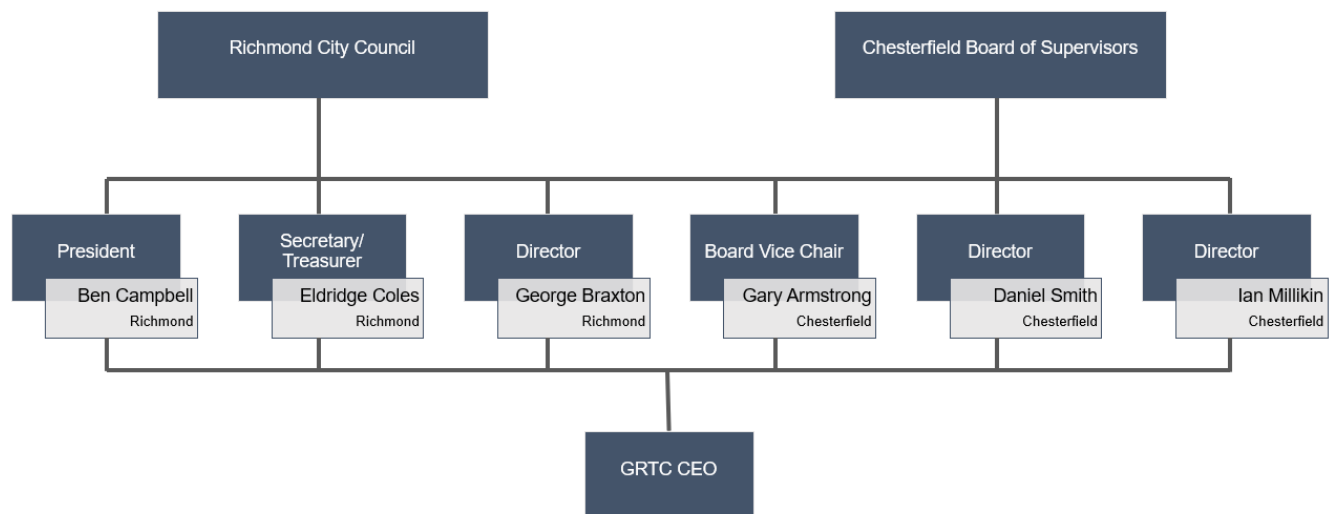 Richmond City Council
Chesterfield Board of Supervisors
President
Ben Campbell
Richmond
Secretary/
Treasurer
Eldridge Coles
Richmond
Director
George Braxton
Richmond
Board Vice Chair
Gary Armstrong
Chesterfield
Director
Daniel Smith
Chesterfield
Director
Ian Millikin
Chesterfield
GRTC CEO